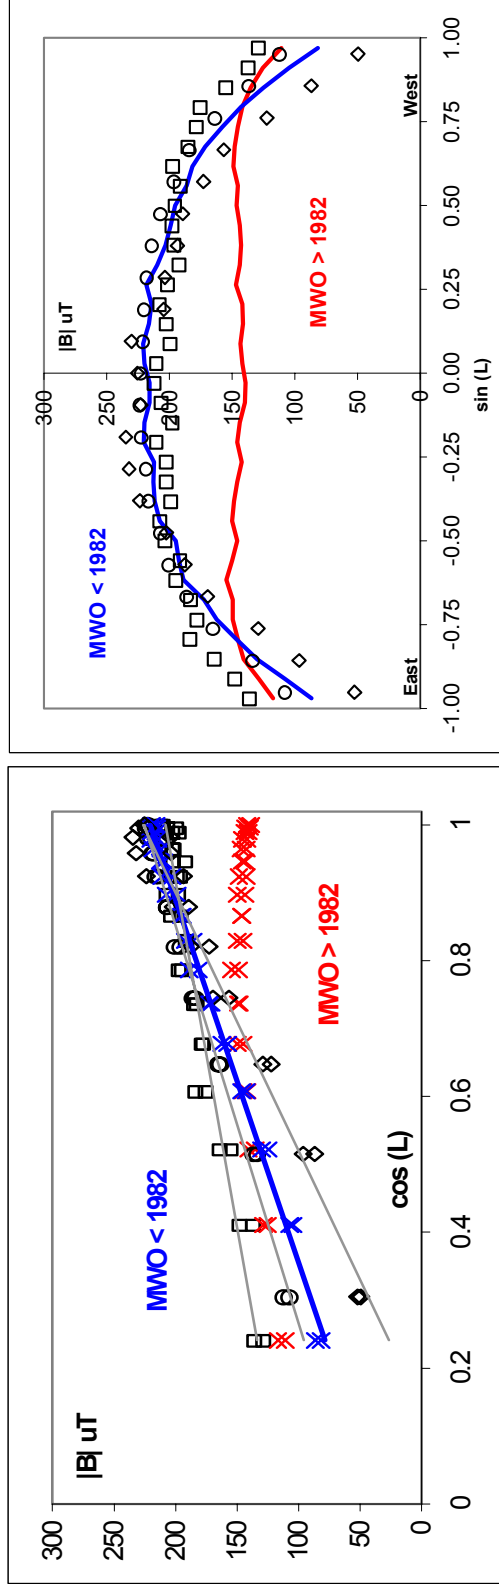 |B| uT
300
250
200
150
100
50
0
0
0.2
0.4
0.6
0.8
1
cos (L)
MWO < 1982
MWO > 1982
|B| uT
300
250
200
150
100
50
0
-1.00
-0.75
-0.50
-0.25
0.00
0.25
0.50
0.75
1.00
sin (L)
East
West
MWO < 1982
MWO > 1982